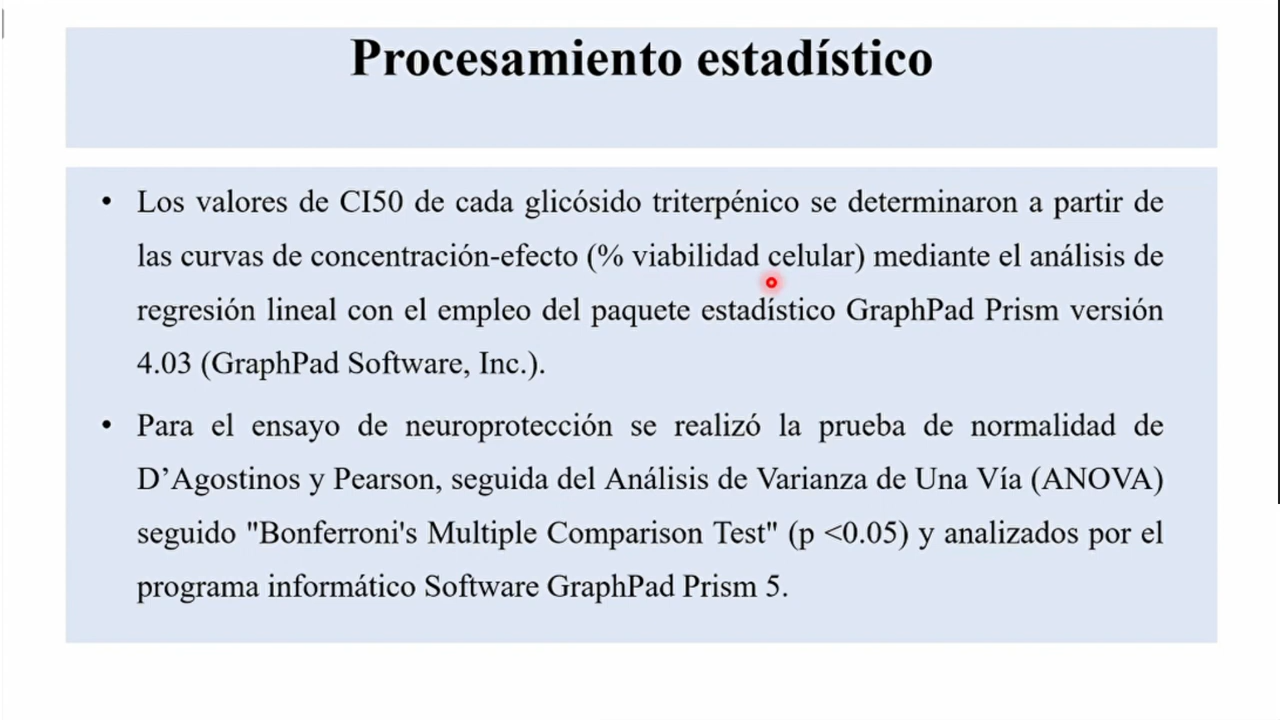 Procesamiento estadístico
• Los valores de CI50 de cada glicósido triterpénico se determinaron a partir de
las curvas de concentración-efecto (% viabilidad celular) mediante el análisis de
regresión lineal con el empleo del paquete estadístico GraphPad Prism versión
4.03 (GraphPad Software, Inc.).
• Para el ensayo de neuroprotección se realizó la prueba de normalidad de
D’Agostinos y Pearson, seguida del Análisis de Varianza de Una Vía (ANOVA)
seguido "Bonferroni's Multiple Comparison Test" (p <0.05) y analizados por el
programa informático Software GraphPad Prism 5.